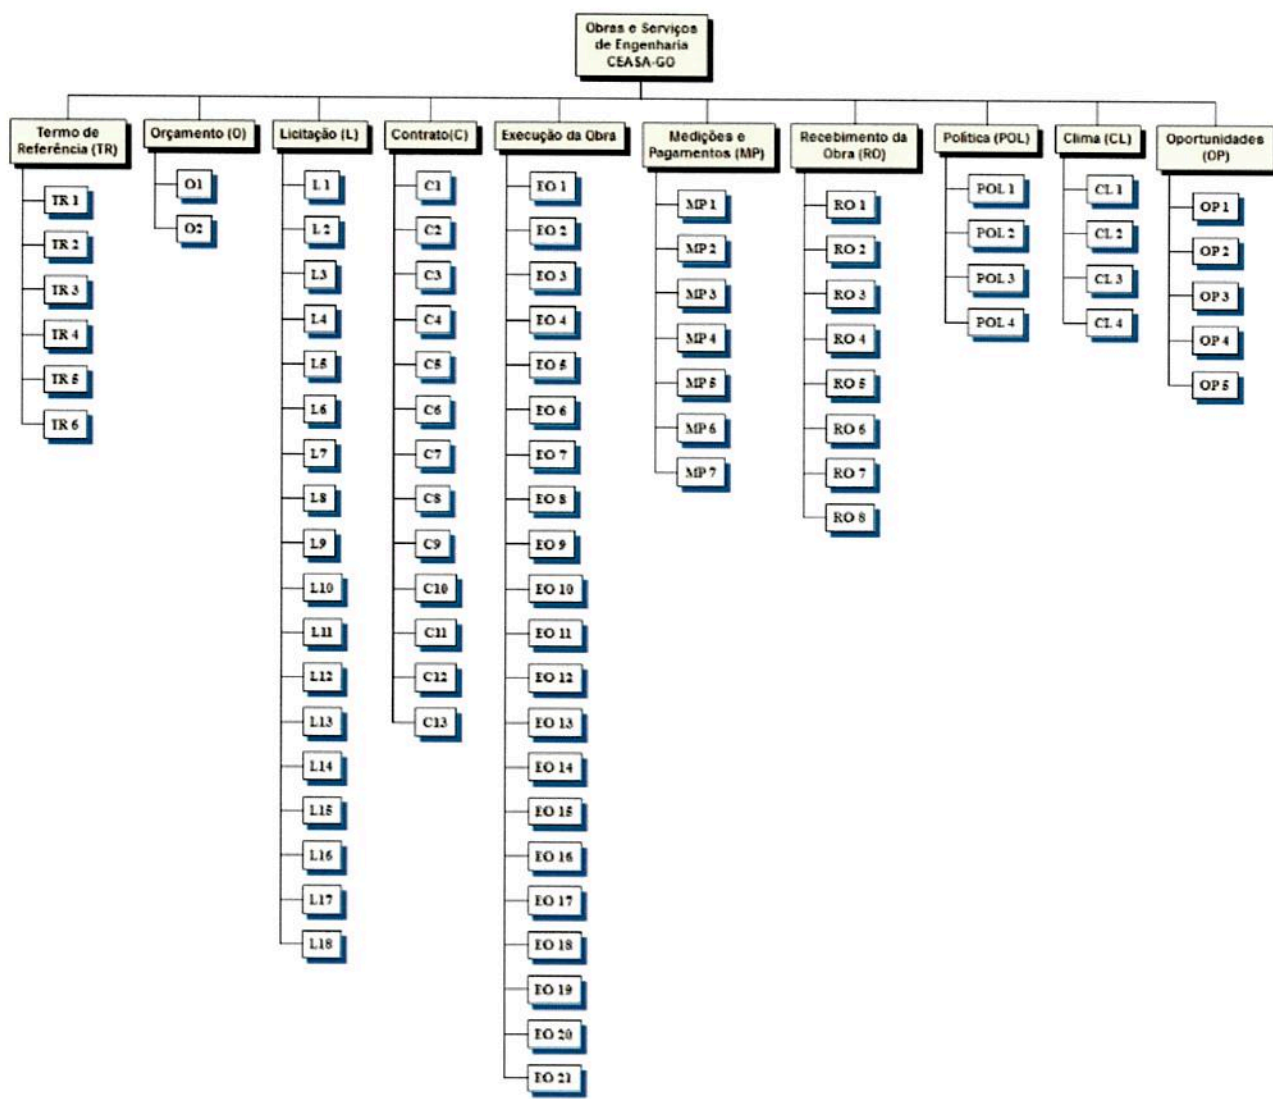 Obras e Serviços
de Engenharia
CEASA-GO
Termo de
Referência (TR)
TR 1
TR 2
TR 3
TR 4
TR 5
TR 6
Orçamento (O)
O1
O2
Licitação (L)
L 1
L 2
L3
L4
L5
L6
L7
L8
L9
L10
L11
L12
L13
L14
L15
L16
L17
L18
Contrato(C)
C1
C2
C3
C4
C5
C6
C7
C8
C9
C10
C11
C12
C13
Execução da Obra
EO 1
EO 2
EO 3
EO 4
EO 5
EO 6
EO 7
EO 8
EO 9
EO 10
EO 11
EO 12
EO 13
EO 14
EO 15
EO 16
EO 17
EO 18
EO 19
EO 20
EO 21
Medições e
Pagamentos (MP)
MP 1
MP 2
MP 3
MP 4
MP 5
MP 6
MP 7
Recebimento da
Obra (RO)
RO 1
RO 2
RO 3
RO 4
RO 5
RO 6
RO 7
RO 8
Política (POL)
POL 1
POL 2
POL 3
POL 4
Clima (CL)
CL 1
CL 2
CL 3
CL 4
Oportunidades
(OP)
OP 1
OP 2
OP 3
OP 4
OP 5